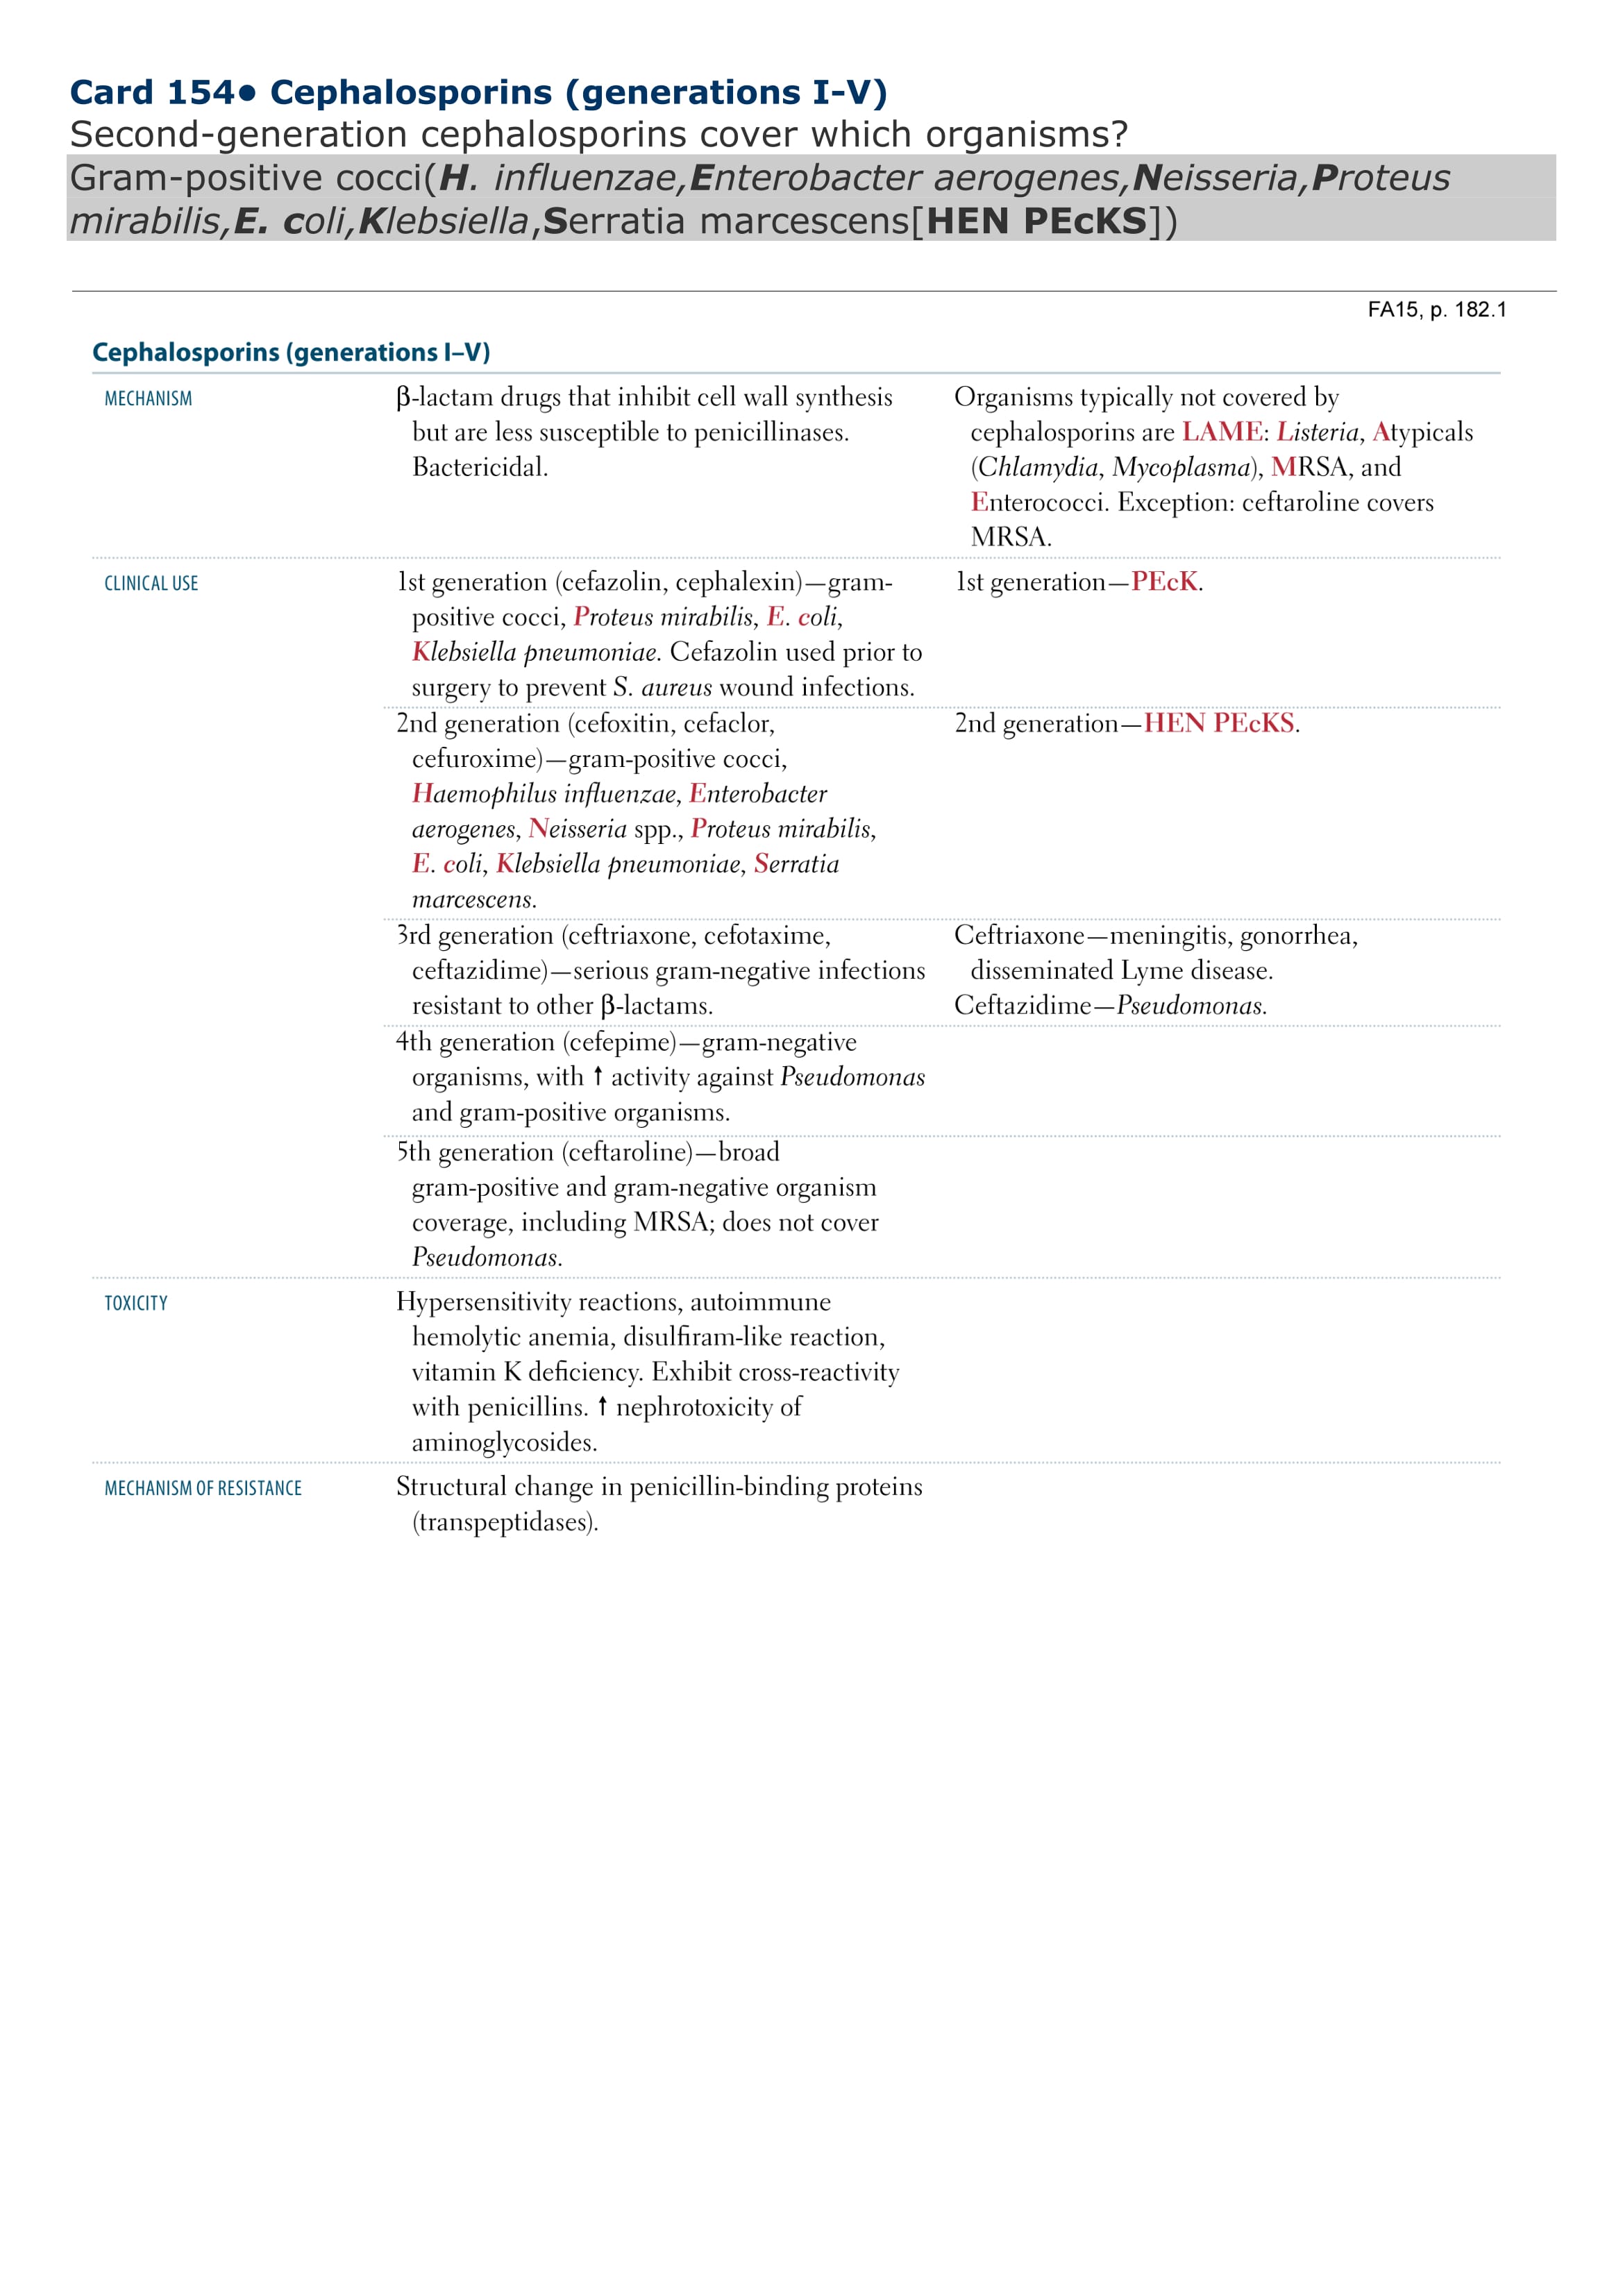 Card 154● Cephalosporins (generations I-V)
Second-generation cephalosporins cover which organisms?
Gram-positive cocci(H. influenzae,Enterobacter aerogenes,Neisseria,Proteus
mirabilis,E. coli,Klebsiella,Serratia marcescens[HEN PEcKS])
FA15, p. 182.1
Cephalosporins (generations I–V)
MECHANISM
β-lactam drugs that inhibit cell wall synthesis
but are less susceptible to penicillinases.
Bactericidal.
Organisms typically not covered by
cephalosporins are LAME: Listeria, Atypicals
(Chlamydia, Mycoplasma), MRSA, and
Enterococci. Exception: ceftaroline covers
MRSA.
CLINICAL USE
1st generation (cefazolin, cephalexin)—gram-
positive cocci, Proteus mirabilis, E. coli,
Klebsiella pneumoniae. Cefazolin used prior to
surgery to prevent S. aureus wound infections.
1st generation—PEcK.
2nd generation (cefoxitin, cefaclor,
cefuroxime)—gram-positive cocci,
Haemophilus influenzae, Enterobacter
aerogenes, Neisseria spp., Proteus mirabilis,
E. coli, Klebsiella pneumoniae, Serratia
marcescens.
2nd generation—HEN PEcKS.
3rd generation (ceftriaxone, cefotaxime,
ceftazidime)—serious gram-negative infections
resistant to other β-lactams.
Ceftriaxone—meningitis, gonorrhea,
disseminated Lyme disease.
Ceftazidime—Pseudomonas.
4th generation (cefepime)—gram-negative
organisms, with ↑ activity against Pseudomonas
and gram-positive organisms.
5th generation (ceftaroline)—broad
gram-positive and gram-negative organism
coverage, including MRSA; does not cover
Pseudomonas.
TOXICITY
Hypersensitivity reactions, autoimmune
hemolytic anemia, disulfiram-like reaction,
vitamin K deficiency. Exhibit cross-reactivity
with penicillins. ↑ nephrotoxicity of
aminoglycosides.
MECHANISM OF RESISTANCE
Structural change in penicillin-binding proteins
(transpeptidases).